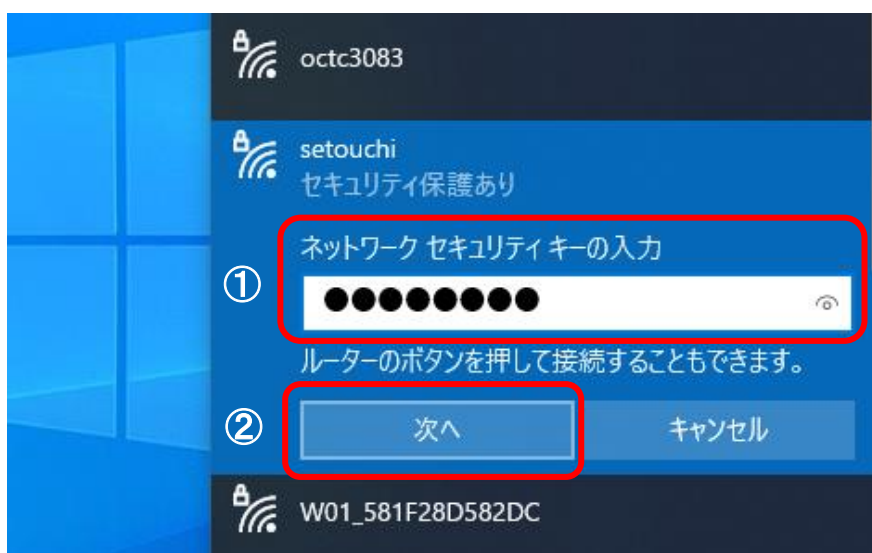 octc3083
setouchi
セキュリティ保護あり
ネットワーク セキュリティ キーの入力
①
●●●●●●●●
ルーターのボタンを押して接続することもできます。
②
次へ
キャンセル
W01_581F28D582DC